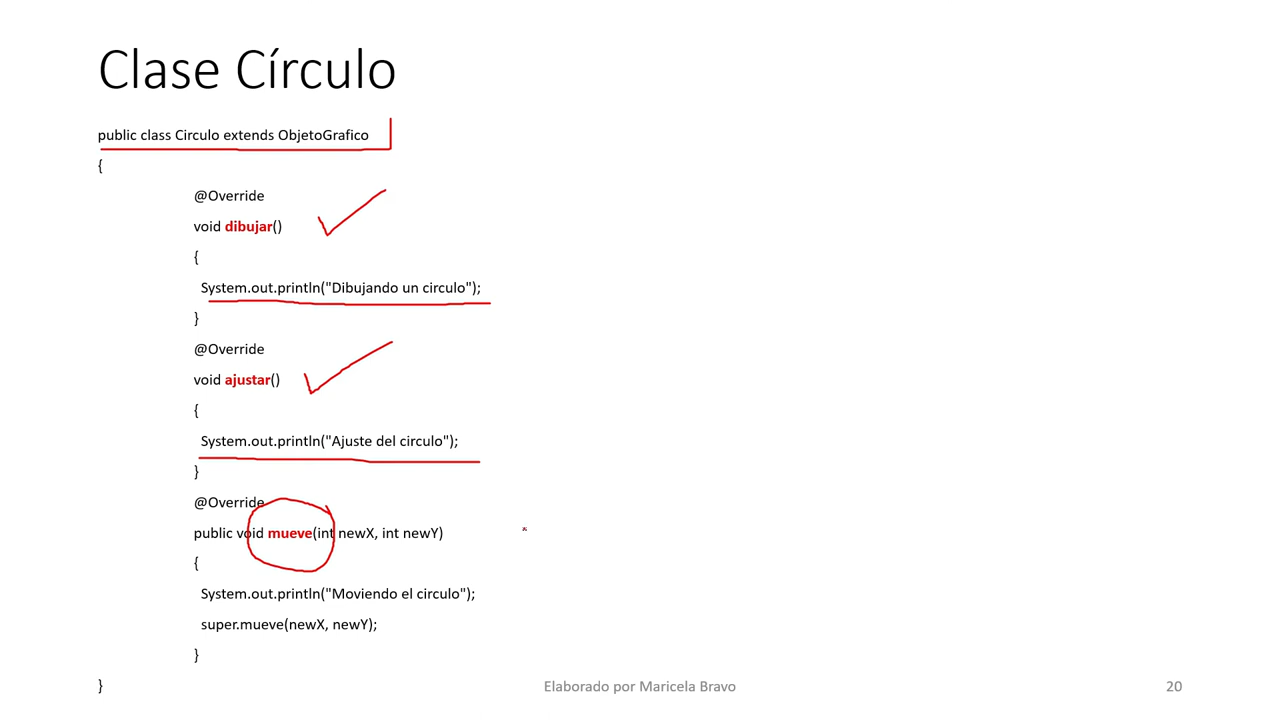 Clase Círculo
public class Circulo extends ObjetoGrafico
{
@Override
void dibujar()
{
System.out.println("Dibujando un circulo");
}
@Override
void ajustar()
{
System.out.println("Ajuste del circulo");
}
@Override
public void mueve(int newX, int newY)
{
System.out.println("Moviendo el circulo");
super.mueve(newX, newY);
}
}
Elaborado por Maricela Bravo
20